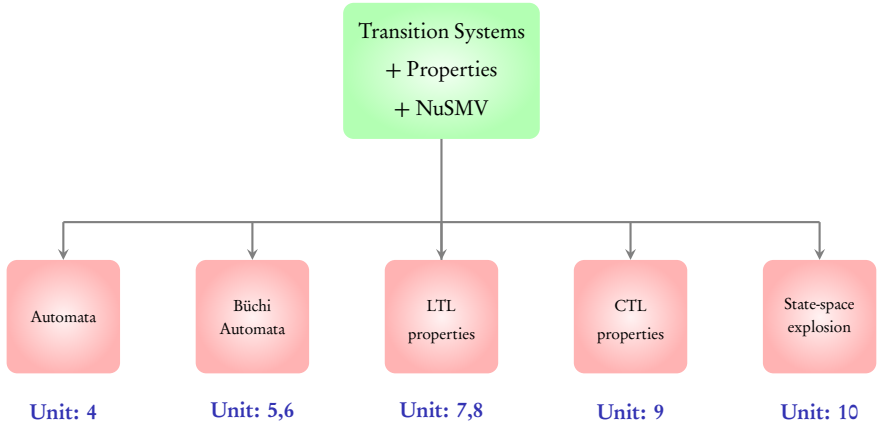 Transition Systems
+ Properties
+ NuSMV
Automata
Büchi
Automata
LTL
properties
CTL
properties
State-space
explosion
Unit: 4
Unit: 5,6
Unit: 7,8
Unit: 9
Unit: 10